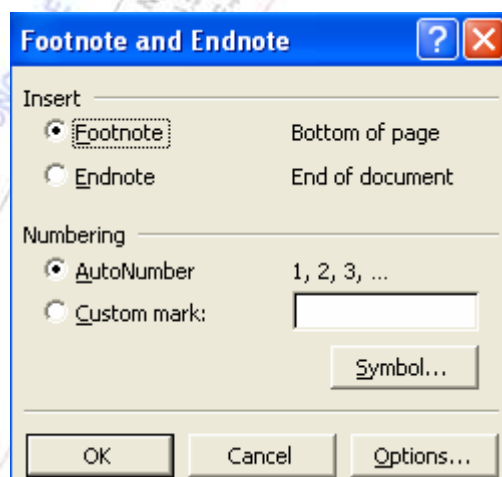 Footnote and Endnote
Insert
Footnote Bottom of page
Endnote End of document
Numbering
AutoNumber 1, 2, 3, ...
Custom mark:
Symbol...
OK Cancel Options...